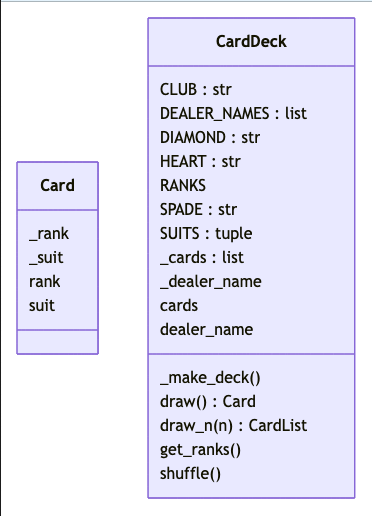 Card
_rank
_suit
rank
suit
CardDeck
CLUB : str
DEALER_NAMES : list
DIAMOND : str
HEART : str
RANKS
SPADE : str
SUITS : tuple
_cards : list
_dealer_name
cards
dealer_name
_make_deck()
draw() : Card
draw_n(n) : CardList
get_ranks()
shuffle()